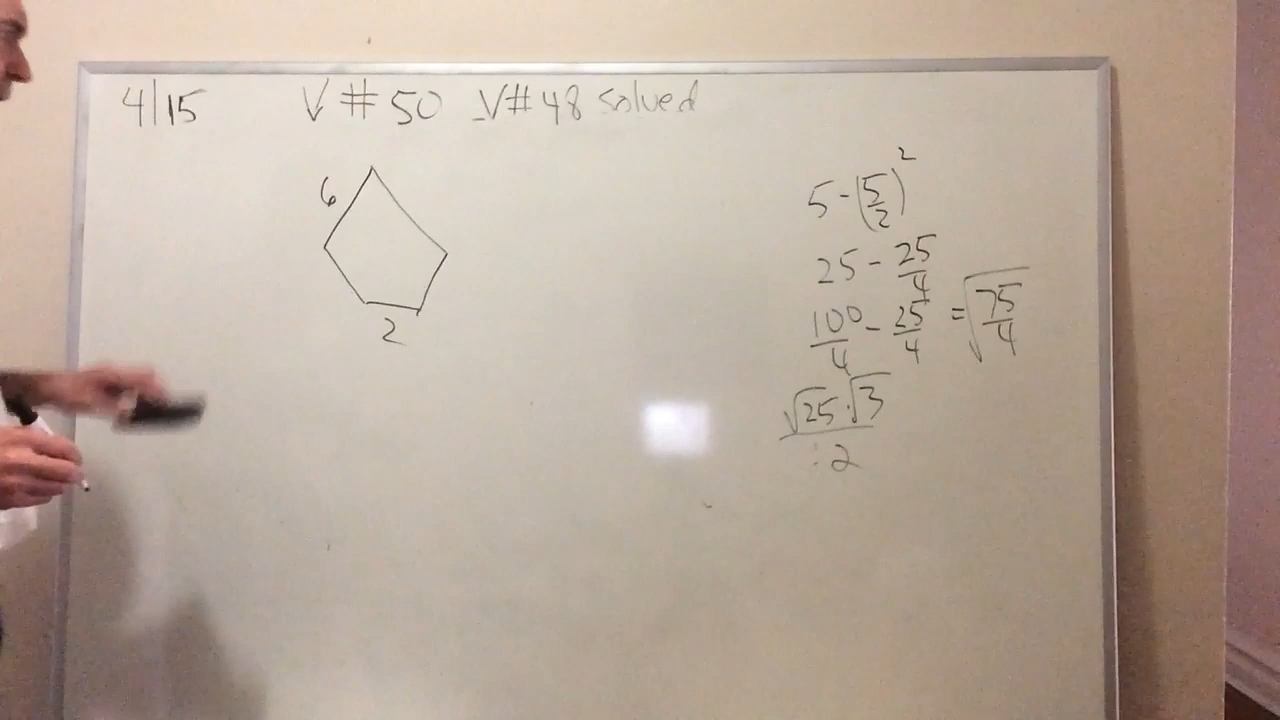 4/15 V # 50 V# 48 solved
6
2
5 - (5/2)²
25 - 25/4
100/4 - 25/4 = √75/4
√25 · √3
: 2